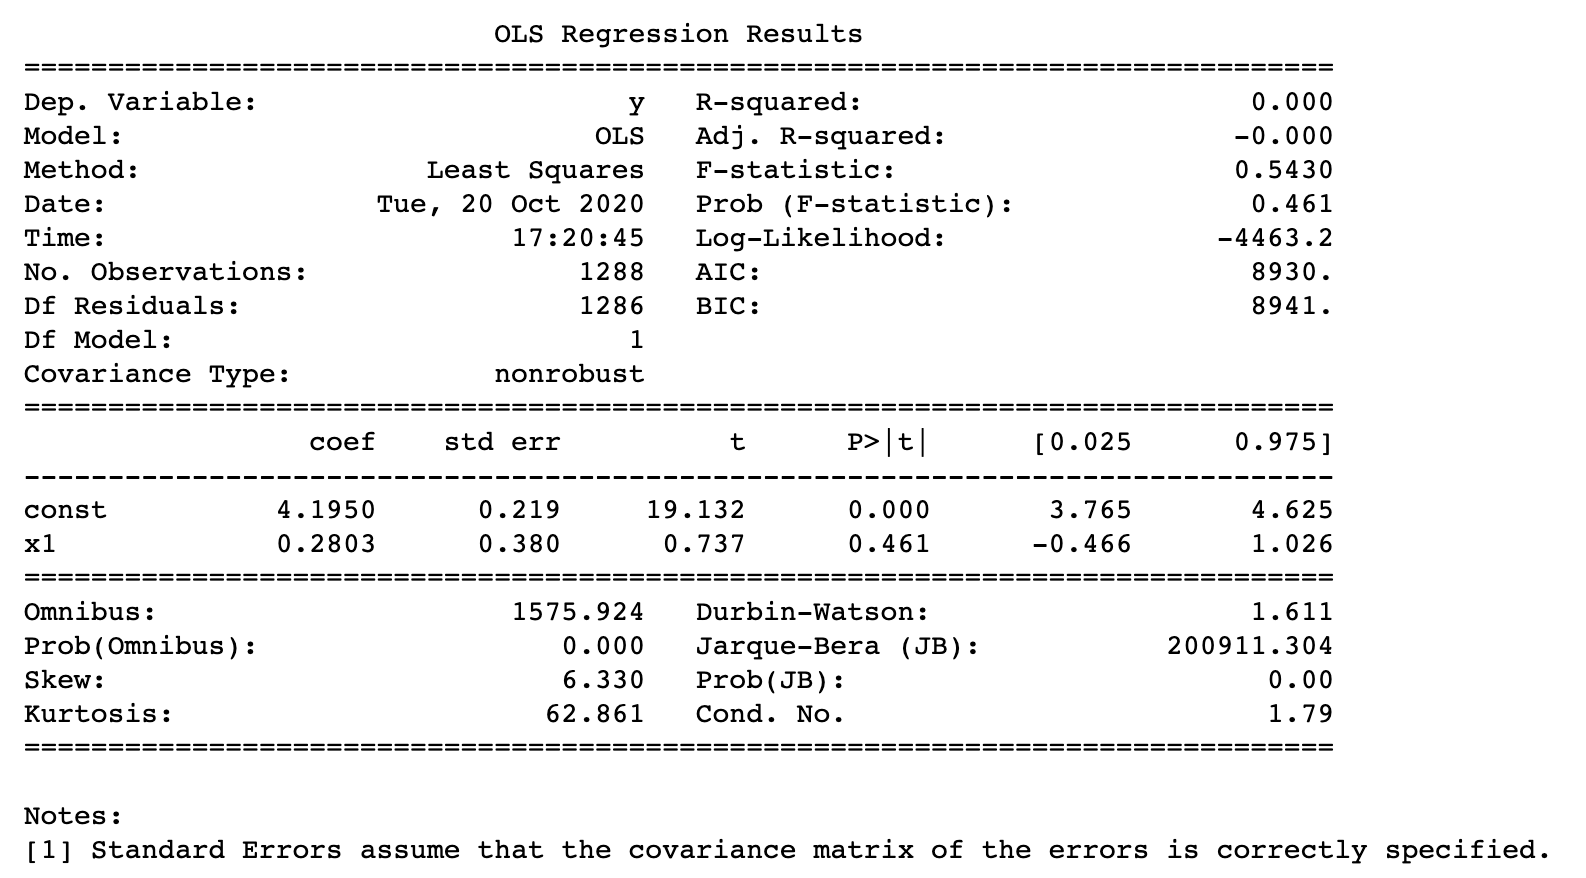 OLS Regression Results
==============================================================================
Dep. Variable:                      y   R-squared:                       0.000
Model:                            OLS   Adj. R-squared:                 -0.000
Method:                 Least Squares   F-statistic:                    0.5430
Date:                Tue, 20 Oct 2020   Prob (F-statistic):              0.461
Time:                        17:20:45   Log-Likelihood:                -4463.2
No. Observations:                1288   AIC:                             8930.
Df Residuals:                    1286   BIC:                             8941.
Df Model:                           1
Covariance Type:            nonrobust
==============================================================================
                 coef    std err          t      P>|t|      [0.025      0.975]
------------------------------------------------------------------------------
const          4.1950      0.219     19.132      0.000       3.765       4.625
x1             0.2803      0.380      0.737      0.461      -0.466       1.026
==============================================================================
Omnibus:                     1575.924   Durbin-Watson:                   1.611
Prob(Omnibus):                  0.000   Jarque-Bera (JB):           200911.304
Skew:                           6.330   Prob(JB):                         0.00
Kurtosis:                      62.861   Cond. No.                         1.79
==============================================================================
Notes:
[1] Standard Errors assume that the covariance matrix of the errors is correctly specified.